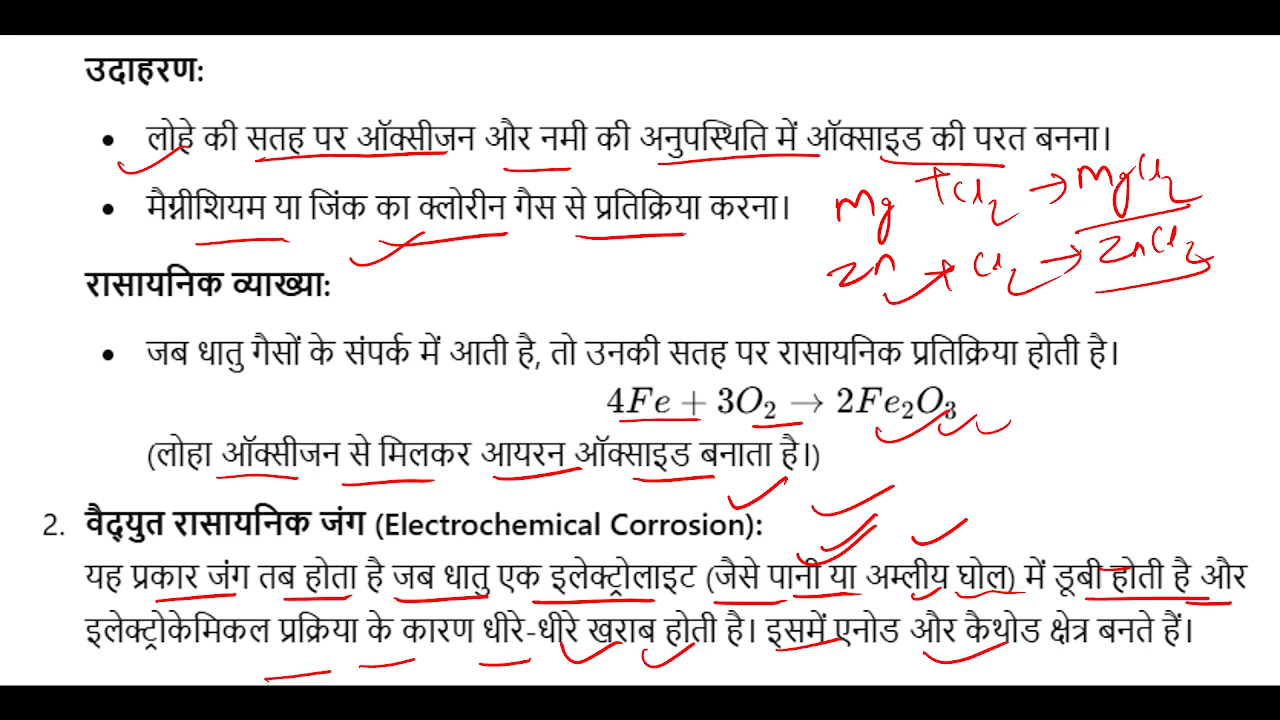 उदाहरण:
• लोहे की सतह पर ऑक्सीजन और नमी की अनुपस्थिति में ऑक्साइड की परत बनना।
• मैग्नीशियम या जिंक का क्लोरीन गैस से प्रतिक्रिया करना।
Mg + Cl₂ → MgCl₂
Zn + Cl₂ → ZnCl₂
रासायनिक व्याख्या:
• जब धातु गैसों के संपर्क में आती है, तो उनकी सतह पर रासायनिक प्रतिक्रिया होती है।
4Fe + 3O₂ → 2Fe₂O₃
(लोहा ऑक्सीजन से मिलकर आयरन ऑक्साइड बनाता है।)
2. वैद्युत रासायनिक जंग (Electrochemical Corrosion):
यह प्रकार जंग तब होता है जब धातु एक इलेक्ट्रोलाइट (जैसे पानी या अम्लीय घोल) में डूबी होती है और
इलेक्ट्रोकेमिकल प्रक्रिया के कारण धीरे-धीरे खराब होती है। इसमें एनोड और कैथोड क्षेत्र बनते हैं।